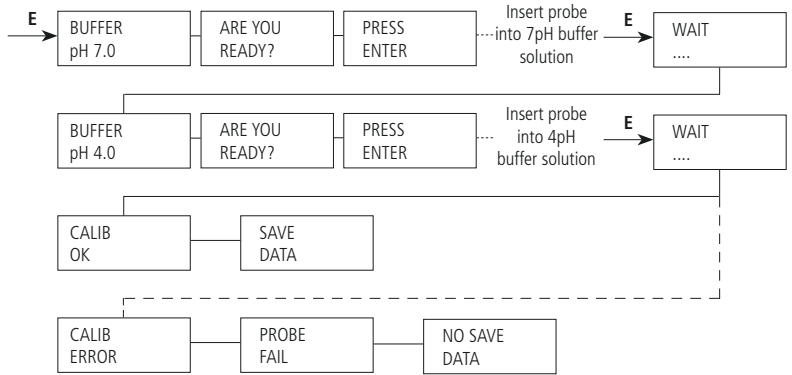 E
BUFFER
pH 7.0
ARE YOU
READY?
PRESS
ENTER
Insert probe
into 7pH buffer
solution
E
WAIT
....
BUFFER
pH 4.0
ARE YOU
READY?
PRESS
ENTER
Insert probe
into 4pH
buffer solution
E
WAIT
....
CALIB
OK
SAVE
DATA
CALIB
ERROR
PROBE
FAIL
NO SAVE
DATA